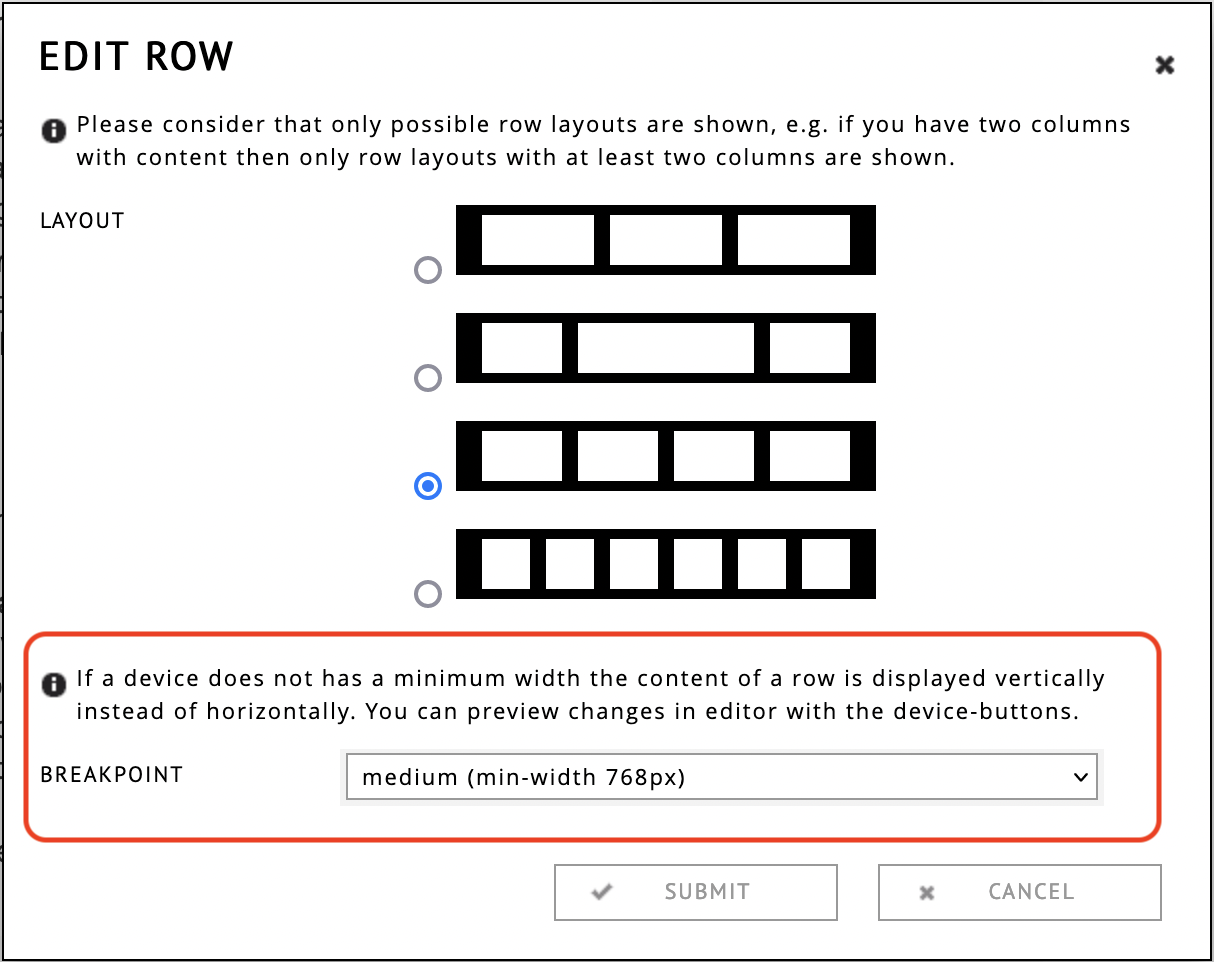 EDIT ROW
Please consider that only possible row layouts are shown, e.g. if you have two columns
with content then only row layouts with at least two columns are shown.
LAYOUT
If a device does not has a minimum width the content of a row is displayed vertically
instead of horizontally. You can preview changes in editor with the device-buttons.
BREAKPOINT
medium (min-width 768px)
SUBMIT
CANCEL